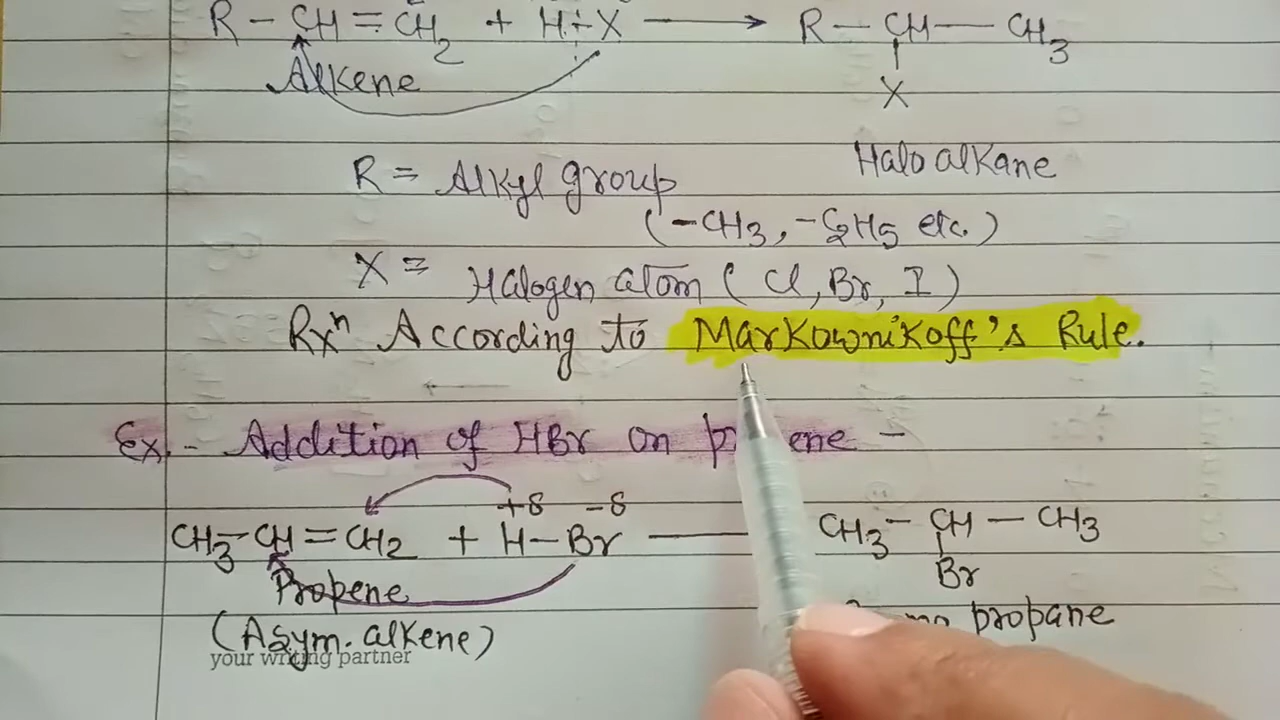 R - CH = CH2 + H ÷ X ⟶ R - CH - CH3
Alkene
X
Halo alkane
R = Alkyl group
(-CH3, -C2H5 etc.)
X = Halogen atom (Cl, Br, I)
Rxⁿ According to Markownikoff's Rule.
Ex - Addition of HBr on -
+δ -δ
CH3-CH=CH2 + H-Br — CH3-CH-CH3
Br
Propene
propane
(Asym. alkene)
your writing partner